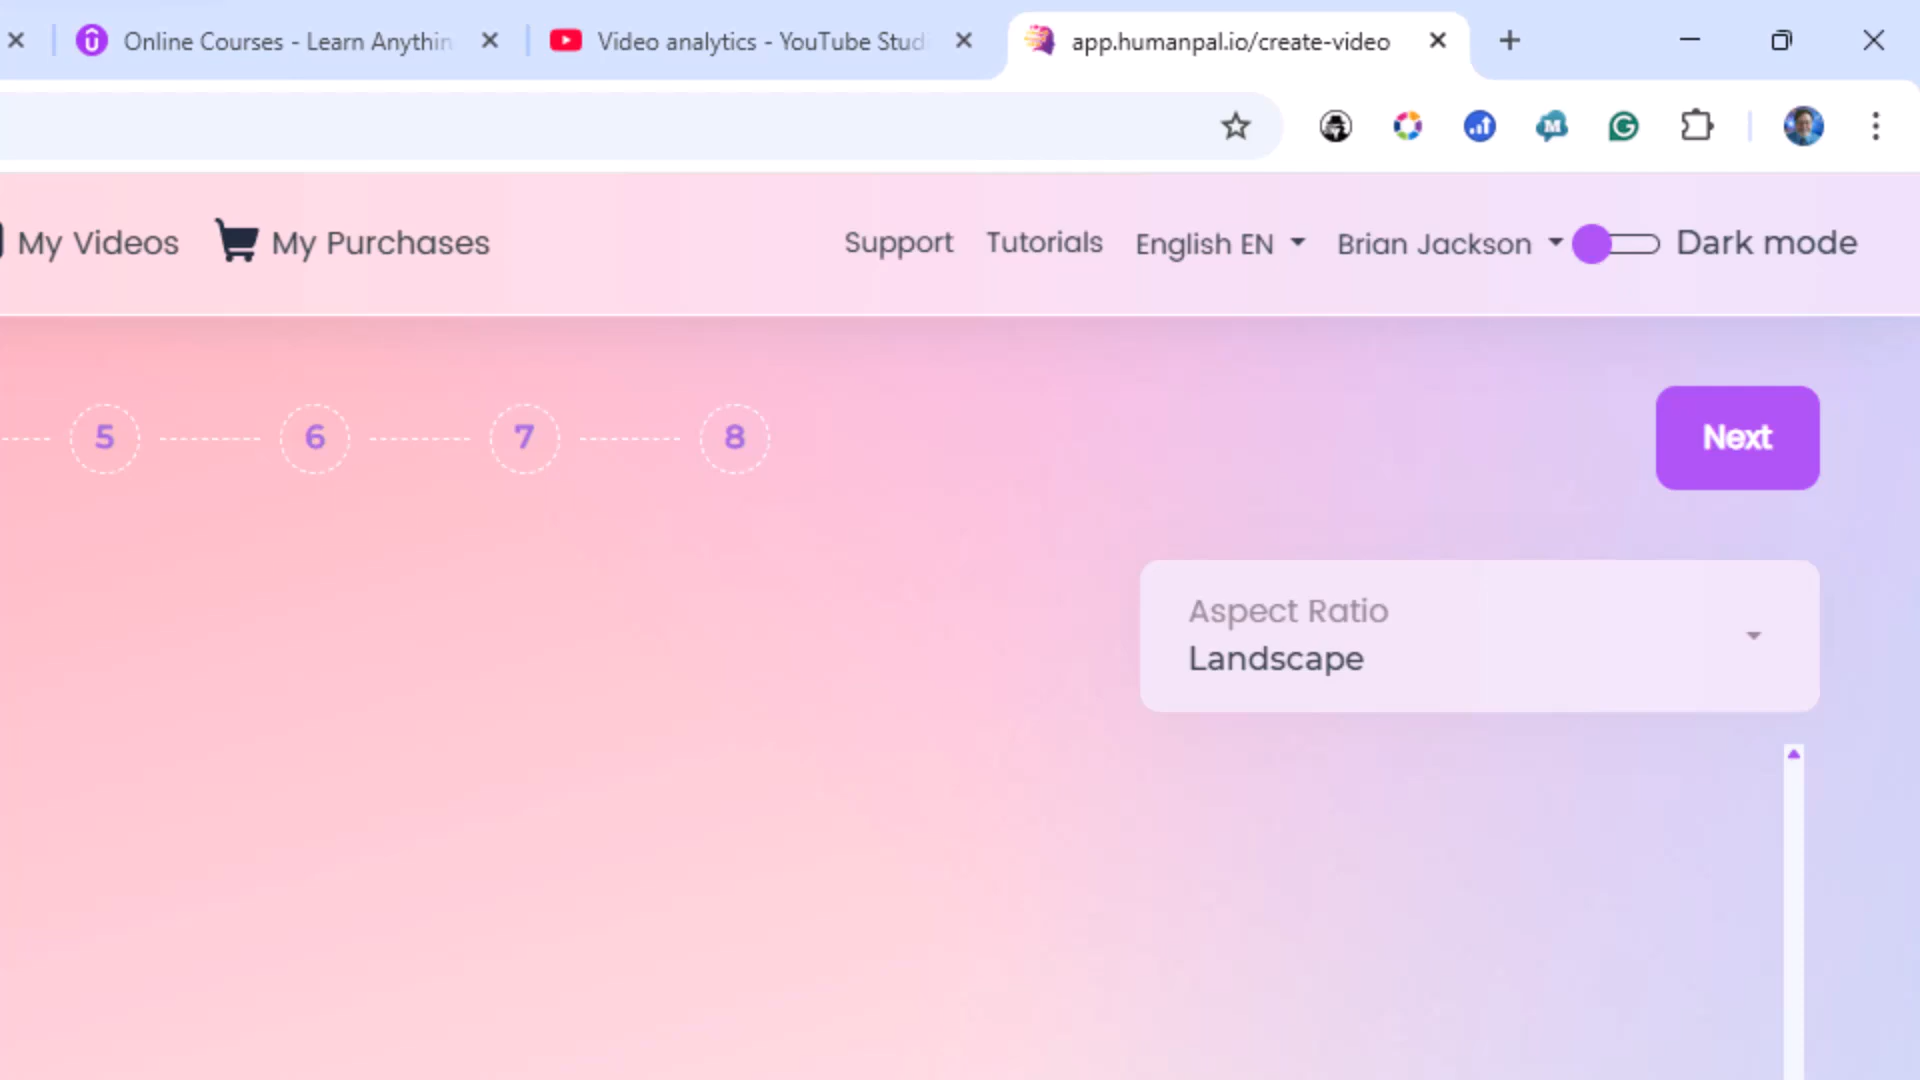 Online Courses - Learn Anythin
Video analytics - YouTube Stud
app.humanpal.io/create-video
My Videos
My Purchases
Support
Tutorials
English EN
Brian Jackson
Dark mode
5
6
7
8
Next
Aspect Ratio
Landscape